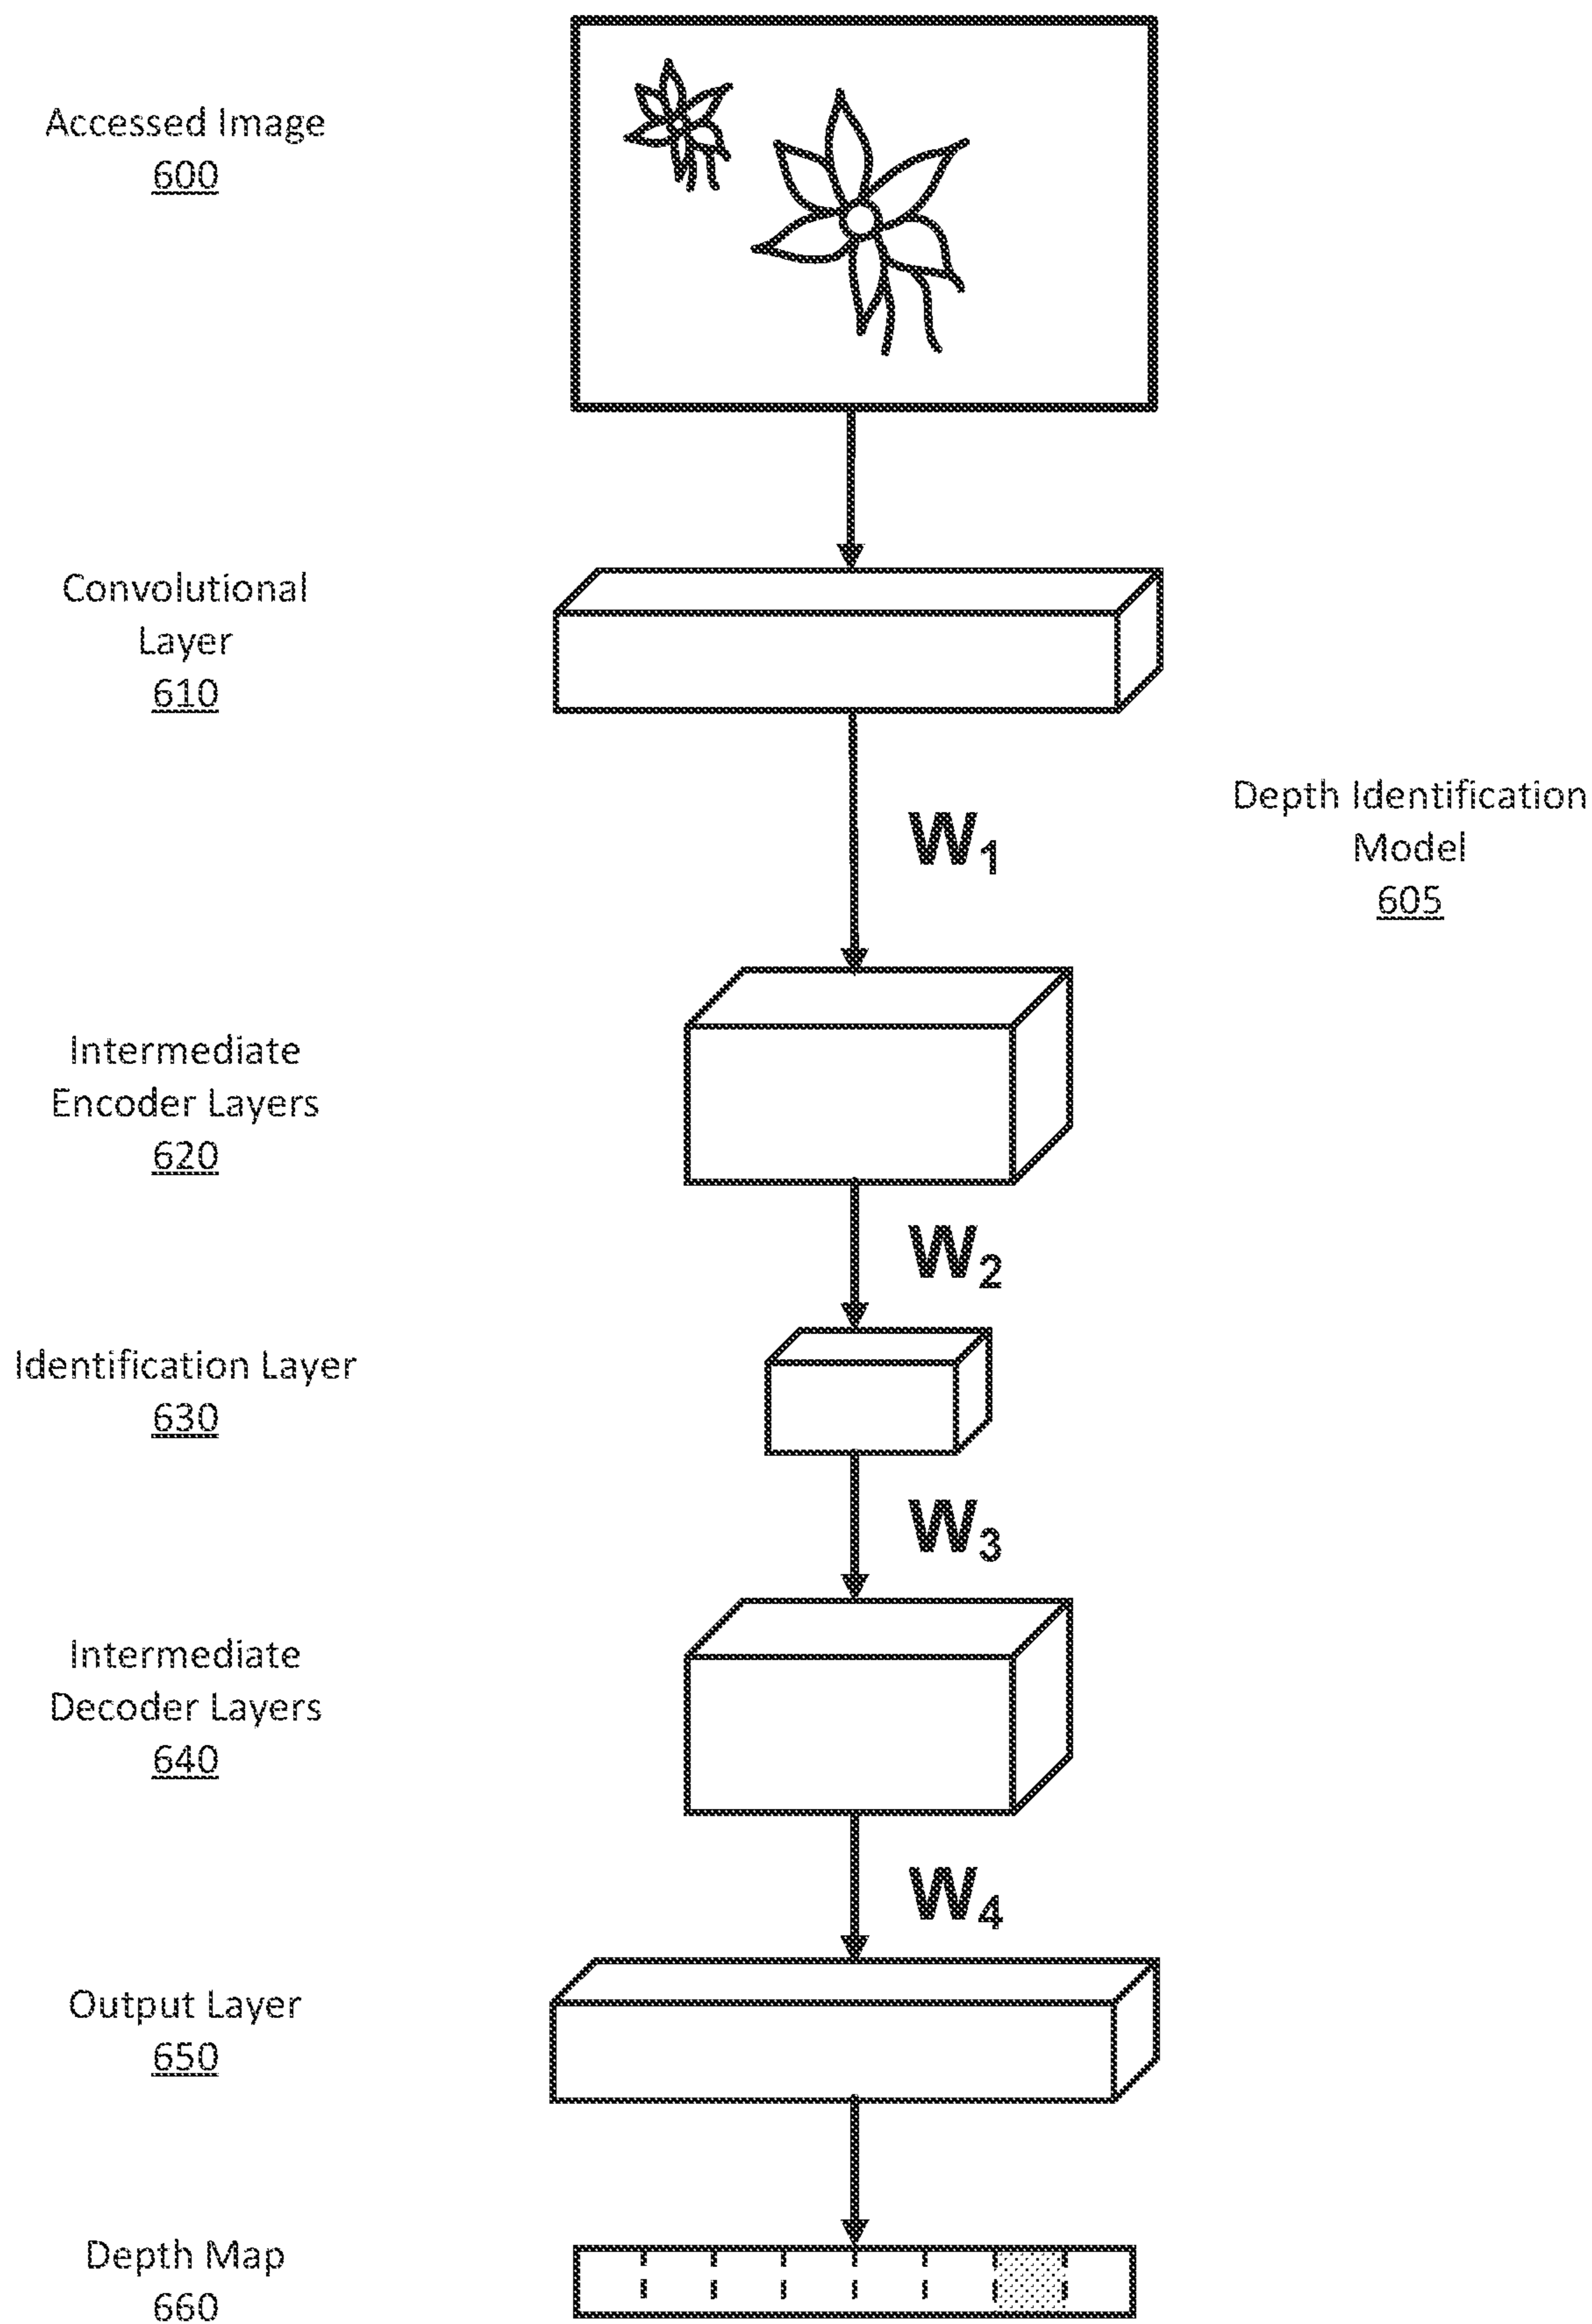 Accessed Image
600
Convolutional
Layer
610
W1
Depth Identification
Model
605
Intermediate
Encoder Layers
620
W2
Identification Layer
630
W3
Intermediate
Decoder Layers
640
W4
Output Layer
650
Depth Map
660